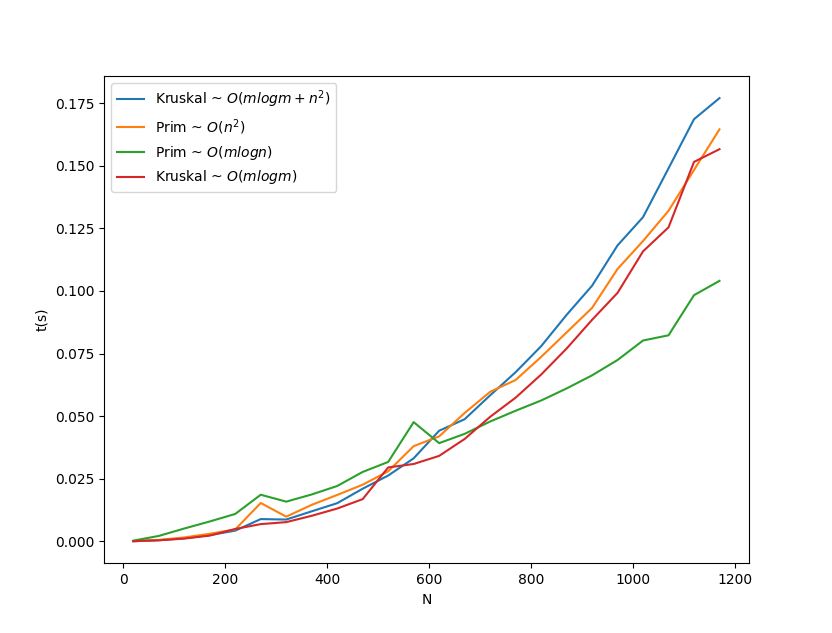 Kruskal ~ O(mlogm + n²)
Prim ~ O(n²)
Prim ~ O(mlogn)
Kruskal ~ O(mlogm)
0.175
0.150
0.125
0.100
0.075
0.050
0.025
0.000
t(s)
0 200 400 600 800 1000 1200
N